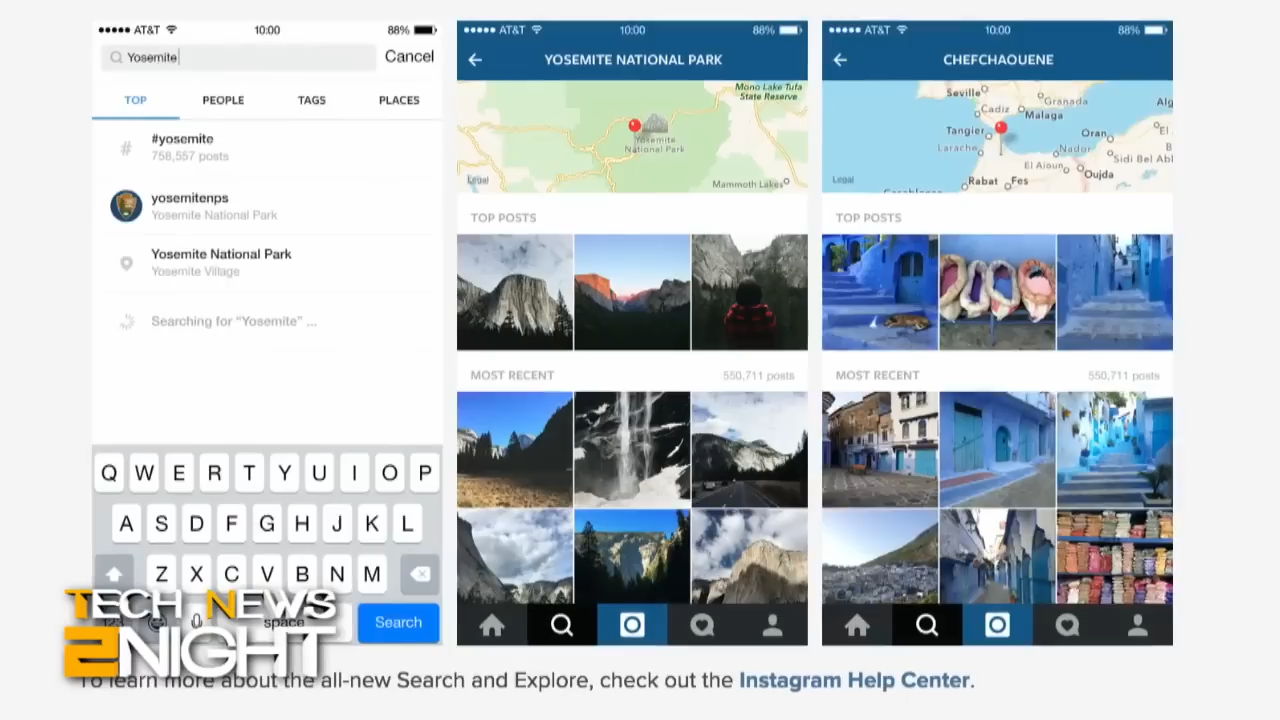 AT&T 10:00 88%
Yosemite Cancel
TOP PEOPLE TAGS PLACES
#yosemite
758,557 posts
yosemitenps
Yosemite National Park
Yosemite National Park
Yosemite Village
Searching for “Yosemite” ...
Q W E R T Y U I O P
A S D F G H J K L
Z X C V B N M
123 space Search
AT&T 10:00 88%
YOSEMITE NATIONAL PARK
Mono Lake Tufa
State Reserve
Yosemite
National Park
Legal
Mammoth Lakes
TOP POSTS
MOST RECENT 550,711 posts
AT&T 10:00 88%
CHEFCHAOUENE
Seville
Granada
Cadiz
Malaga
Alg
Tangier
Oran
El
Larache
Nador
B
Sidi Bel Abl
El Aioun
Oujda
Legal
Rabat Fes
Casablanca
TOP POSTS
MOST RECENT 550,711 posts
TECH NEWS
2NIGHT
To learn more about the all-new Search and Explore, check out the Instagram Help Center.